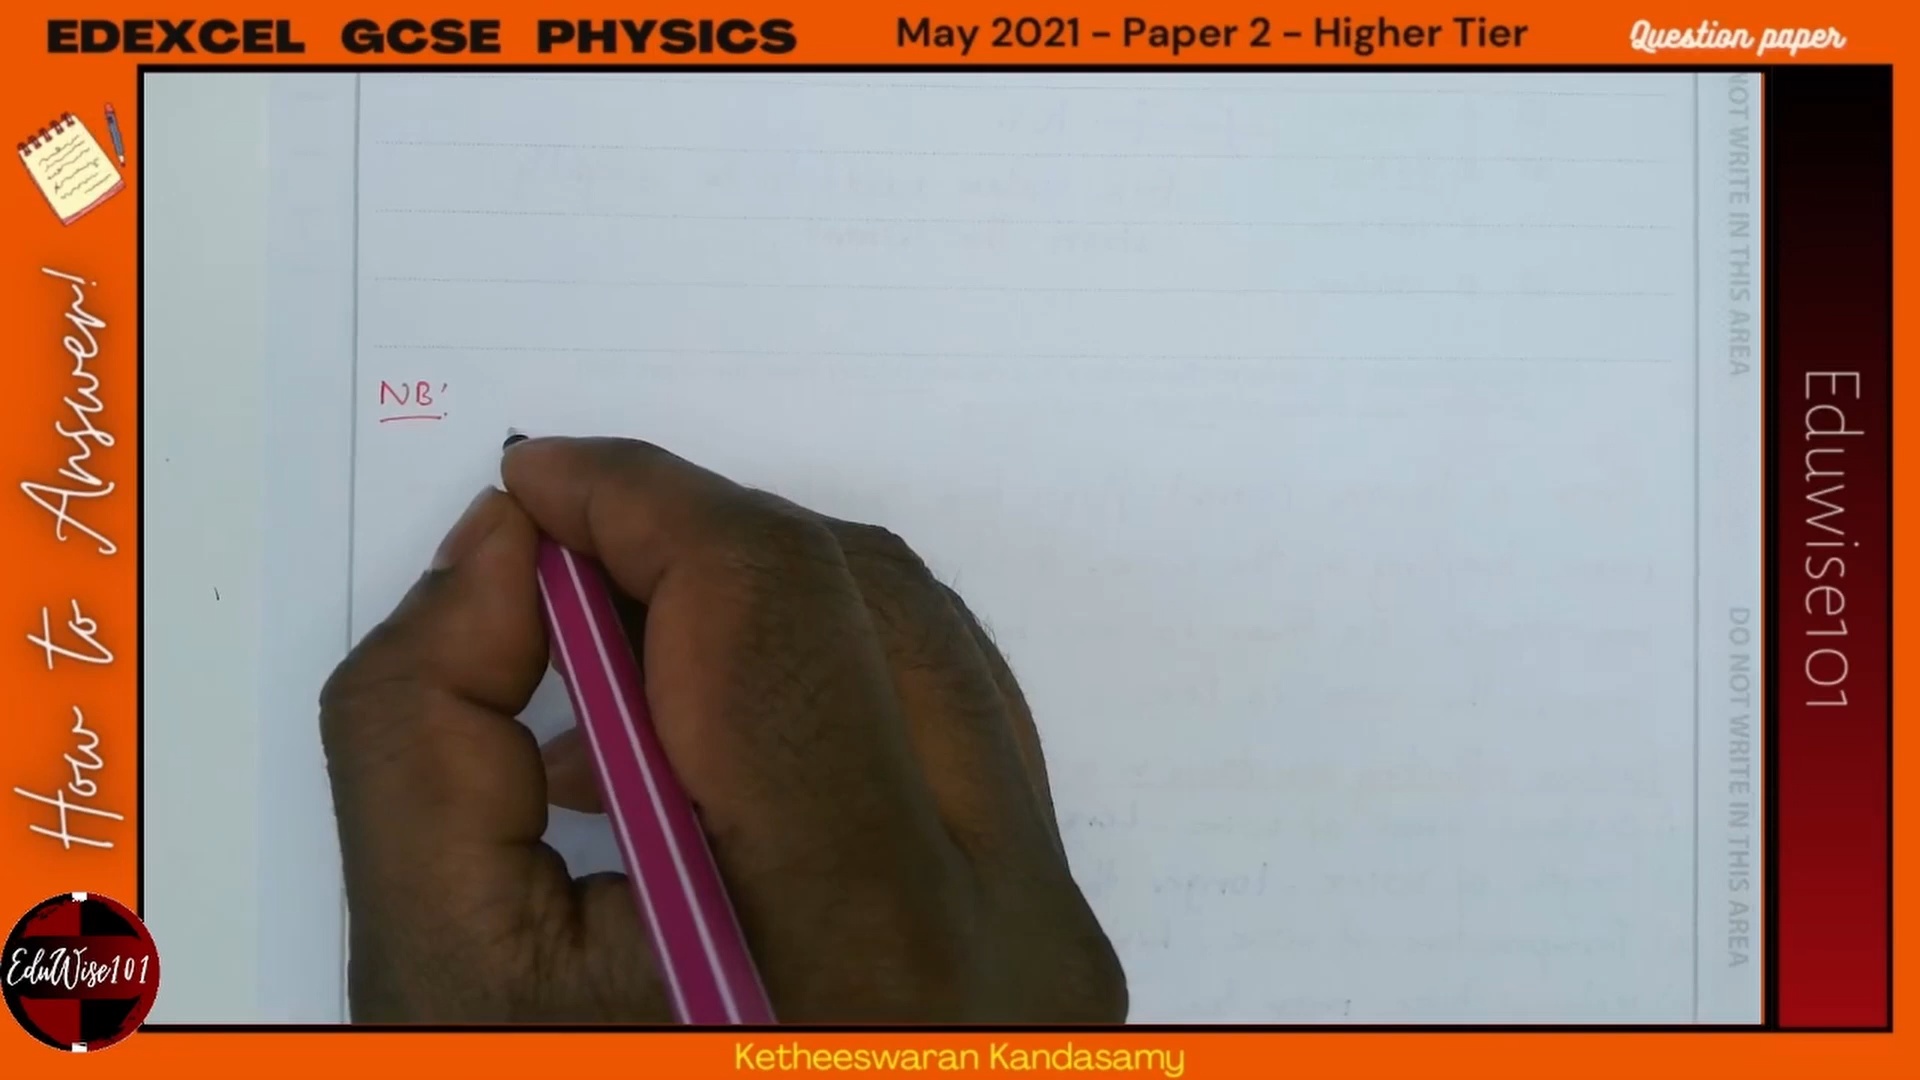 EDEXCEL GCSE PHYSICS
May 2021 - Paper 2 - Higher Tier
Question paper
How to Answer!
NB:
NOT WRITE IN THIS AREA
DO NOT WRITE IN THIS AREA
Eduwise101
EduWise101
Ketheeswaran Kandasamy